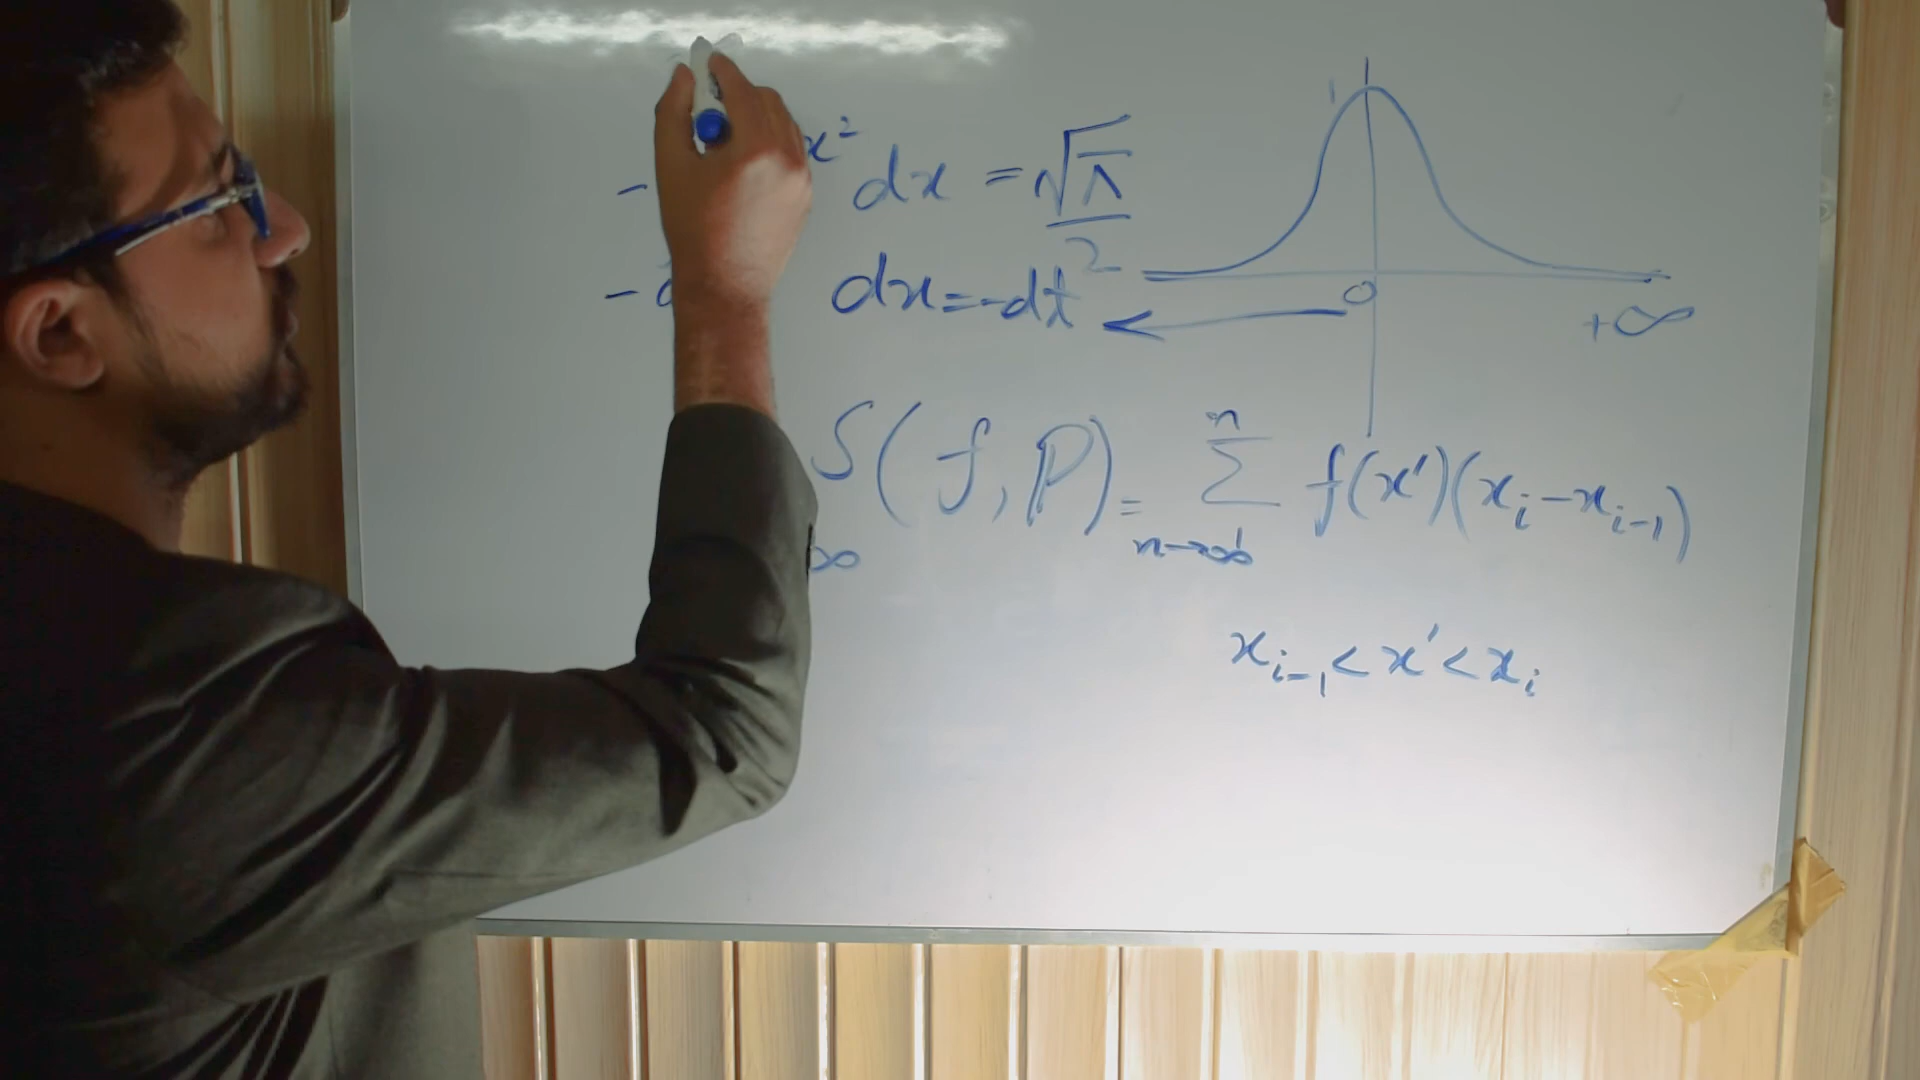 x² dx = √π/2
dx=-dt
1
0
+∞
S(f, P) = n Σ n→∞ f(x')(xᵢ-xᵢ₋₁)
∞
xᵢ₋₁ < x' < xᵢ